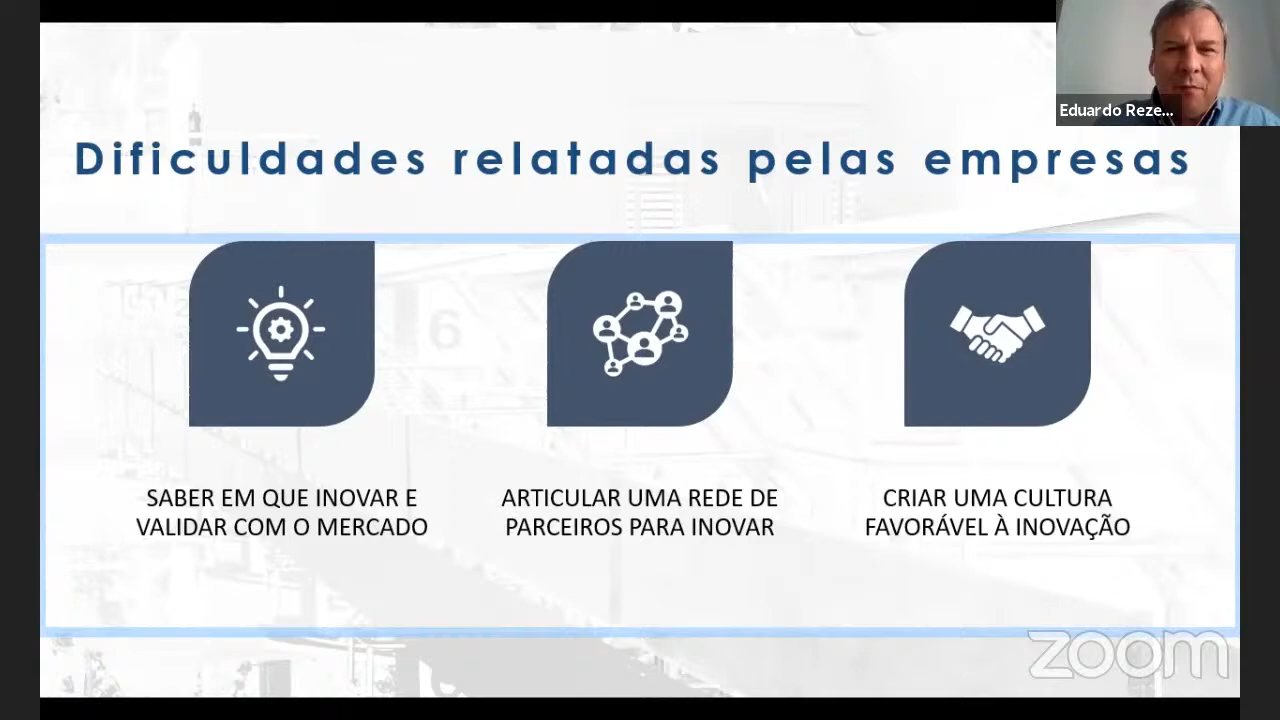 Eduardo Reze...
Dificuldades relatadas pelas empresas
6
SABER EM QUE INOVAR E
VALIDAR COM O MERCADO
ARTICULAR UMA REDE DE
PARCEIROS PARA INOVAR
CRIAR UMA CULTURA
FAVORÁVEL À INOVAÇÃO
zoom